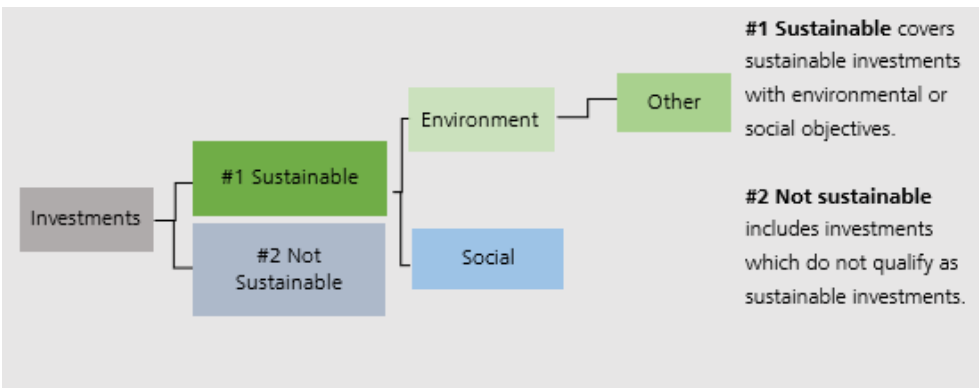 Investments
#1 Sustainable
#2 Not
Sustainable
Environment
Social
Other
#1 Sustainable covers
sustainable investments
with environmental or
social objectives.
#2 Not sustainable
includes investments
which do not qualify as
sustainable investments.